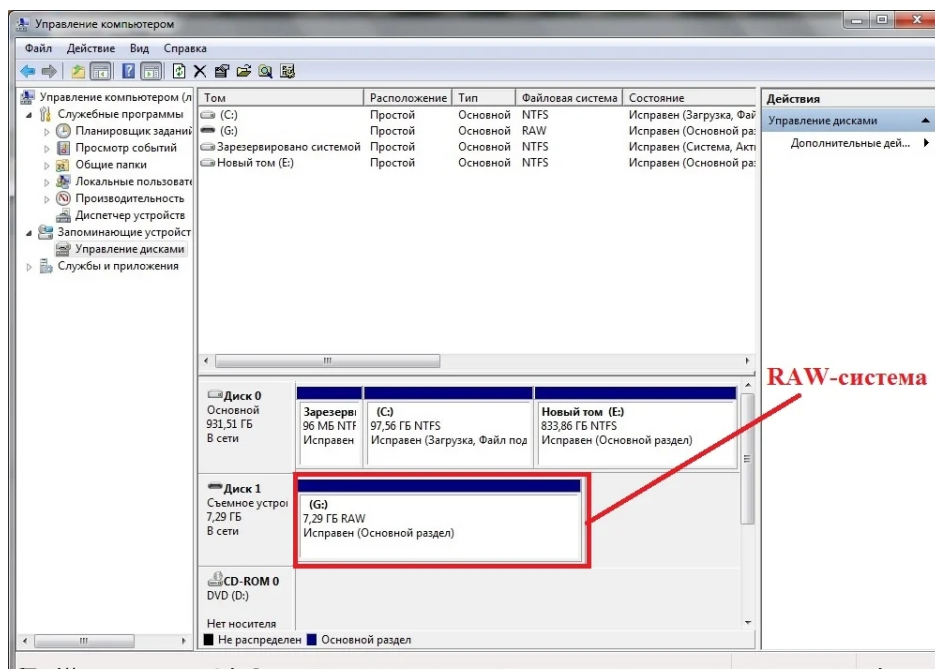 Управление компьютером
Файл Действие Вид Справка
Управление компьютером (л
Служебные программы
Планировщик заданий
Просмотр событий
Общие папки
Локальные пользовате
Производительность
Диспетчер устройств
Запоминающие устройст
Управление дисками
Службы и приложения
Том Расположение Тип Файловая система Состояние
(C:) Простой Основной NTFS Исправен (Загрузка, Фай
(G:) Простой Основной RAW Исправен (Основной раз
Зарезервировано системой Простой Основной NTFS Исправен (Система, Акти
Новый том (E:) Простой Основной NTFS Исправен (Основной раз
Действия
Управление дисками
Дополнительные дей...
RAW-система
Диск 0
Основной
931,51 ГБ
В сети
Зарезерви
96 МБ NTF
Исправен
(C:)
97,56 ГБ NTFS
Исправен (Загрузка, Файл под
Новый том (E:)
833,86 ГБ NTFS
Исправен (Основной раздел)
Диск 1
Съемное устрой
7,29 ГБ
В сети
(G:)
7,29 ГБ RAW
Исправен (Основной раздел)
CD-ROM 0
DVD (D:)
Нет носителя
Не распределен Основной раздел